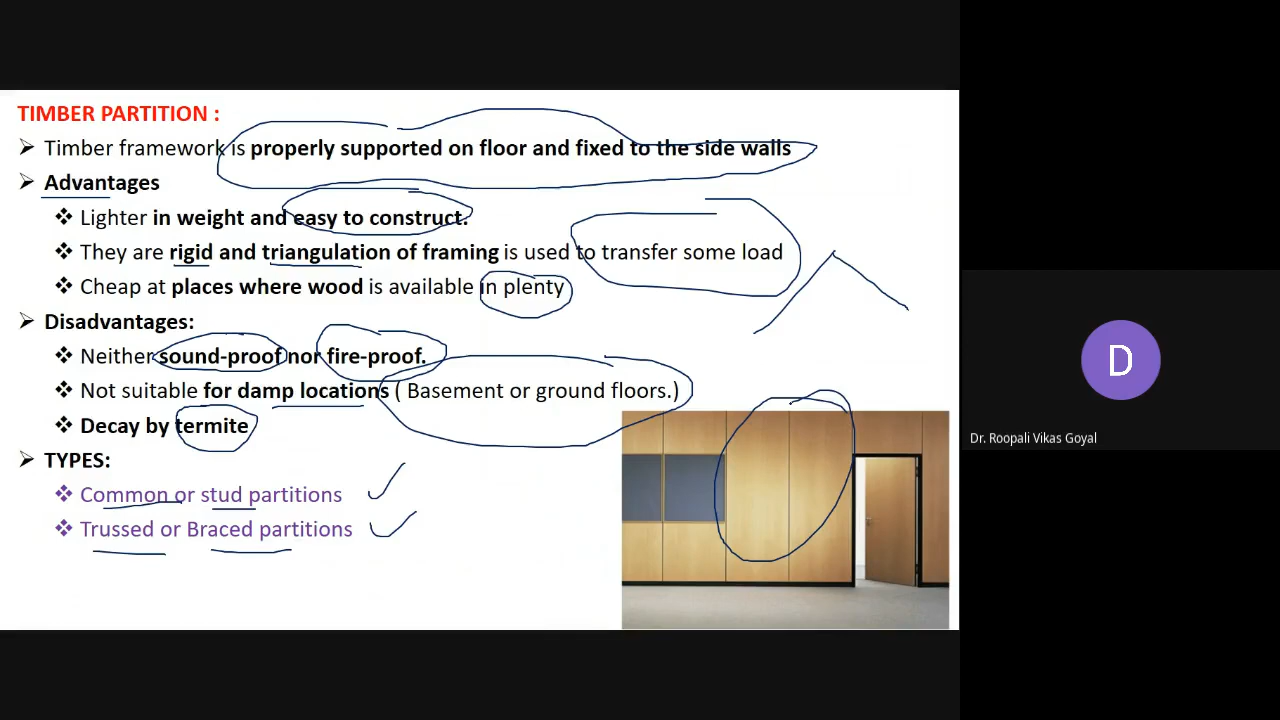 TIMBER PARTITION :
➢ Timber framework is properly supported on floor and fixed to the side walls
➢ Advantages
❖ Lighter in weight and easy to construct.
❖ They are rigid and triangulation of framing is used to transfer some load
❖ Cheap at places where wood is available in plenty
➢ Disadvantages:
❖ Neither sound-proof nor fire-proof.
❖ Not suitable for damp locations ( Basement or ground floors.)
❖ Decay by termite
➢ TYPES:
❖ Common or stud partitions
❖ Trussed or Braced partitions
D
Dr. Roopali Vikas Goyal